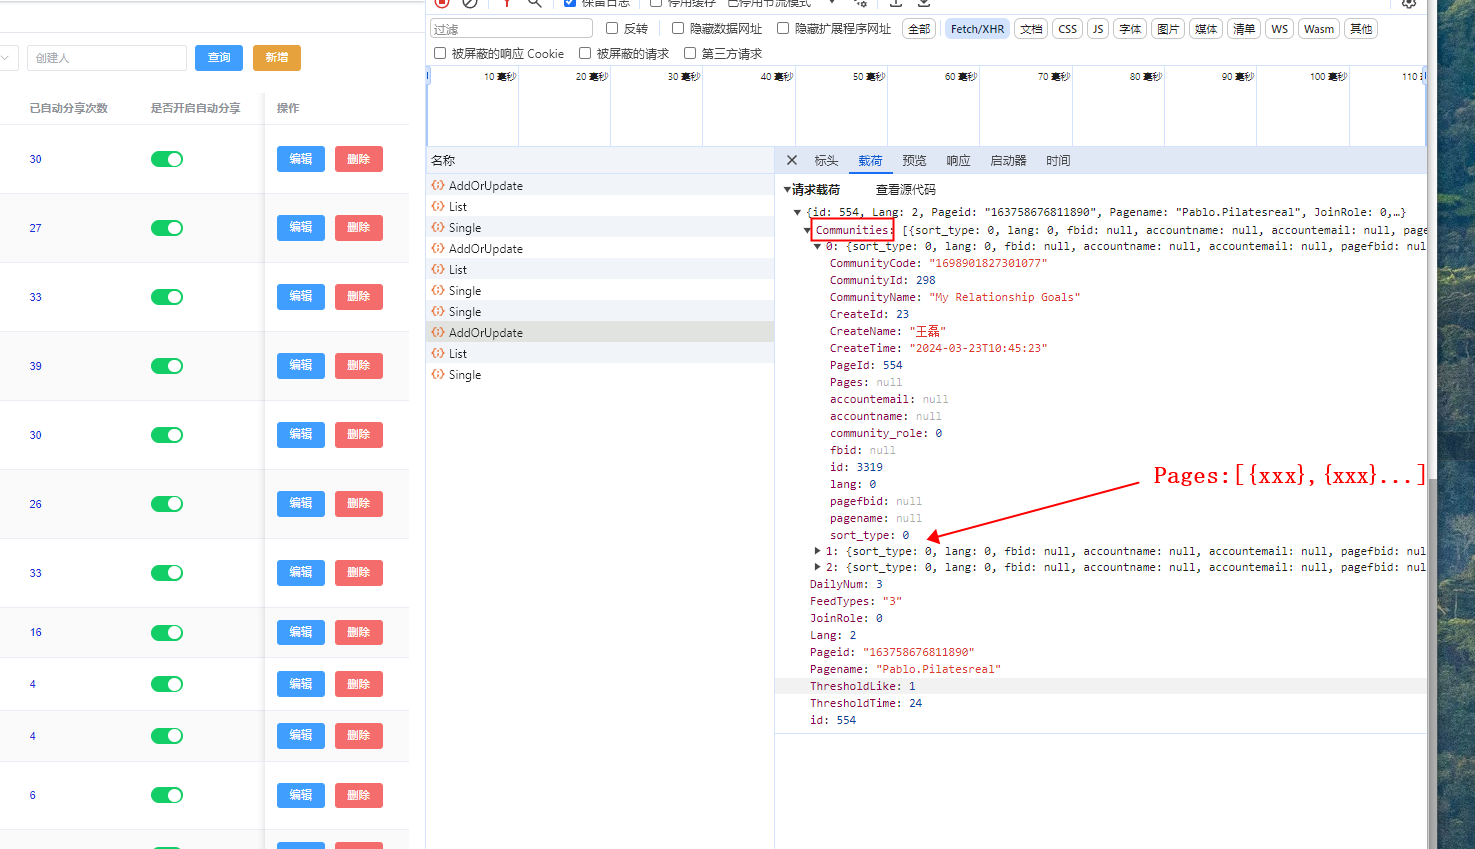 保留日志 停用缓存 已停用节流模式
过滤 反转 隐藏数据网址 隐藏扩展程序网址 全部 Fetch/XHR 文档 CSS JS 字体 图片 媒体 清单 WS Wasm 其他
被屏蔽的响应 Cookie 被屏蔽的请求 第三方请求
10 毫秒 20 毫秒 30 毫秒 40 毫秒 50 毫秒 60 毫秒 70 毫秒 80 毫秒 90 毫秒 100 毫秒 110
创建人 查询 新增
已自动分享次数 是否开启自动分享 操作
30 编辑 删除
27 编辑 删除
33 编辑 删除
39 编辑 删除
30 编辑 删除
26 编辑 删除
33 编辑 删除
16 编辑 删除
4 编辑 删除
4 编辑 删除
6 编辑 删除
名称
AddOrUpdate
List
Single
AddOrUpdate
List
Single
Single
AddOrUpdate
List
Single
标头 载荷 预览 响应 启动器 时间
请求载荷 查看源代码
{id: 554, Lang: 2, Pageid: "163758676811890", Pagename: "Pablo.Pilatesreal", JoinRole: 0,…}
Communities: [{sort_type: 0, lang: 0, fbid: null, accountname: null, accountemail: null, page
0: {sort_type: 0, lang: 0, fbid: null, accountname: null, accountemail: null, pagefbid: nul
CommunityCode: "1698901827301077"
CommunityId: 298
CommunityName: "My Relationship Goals"
CreateId: 23
CreateName: "王磊"
CreateTime: "2024-03-23T10:45:23"
PageId: 554
Pages: null
accountemail: null
accountname: null
community_role: 0
fbid: null
id: 3319
lang: 0
pagefbid: null
pagename: null
sort_type: 0
Pages:[{xxx},{xxx}...]
1: {sort_type: 0, lang: 0, fbid: null, accountname: null, accountemail: null, pagefbid: nul
2: {sort_type: 0, lang: 0, fbid: null, accountname: null, accountemail: null, pagefbid: nul
DailyNum: 3
FeedTypes: "3"
JoinRole: 0
Lang: 2
Pageid: "163758676811890"
Pagename: "Pablo.Pilatesreal"
ThresholdLike: 1
ThresholdTime: 24
id: 554